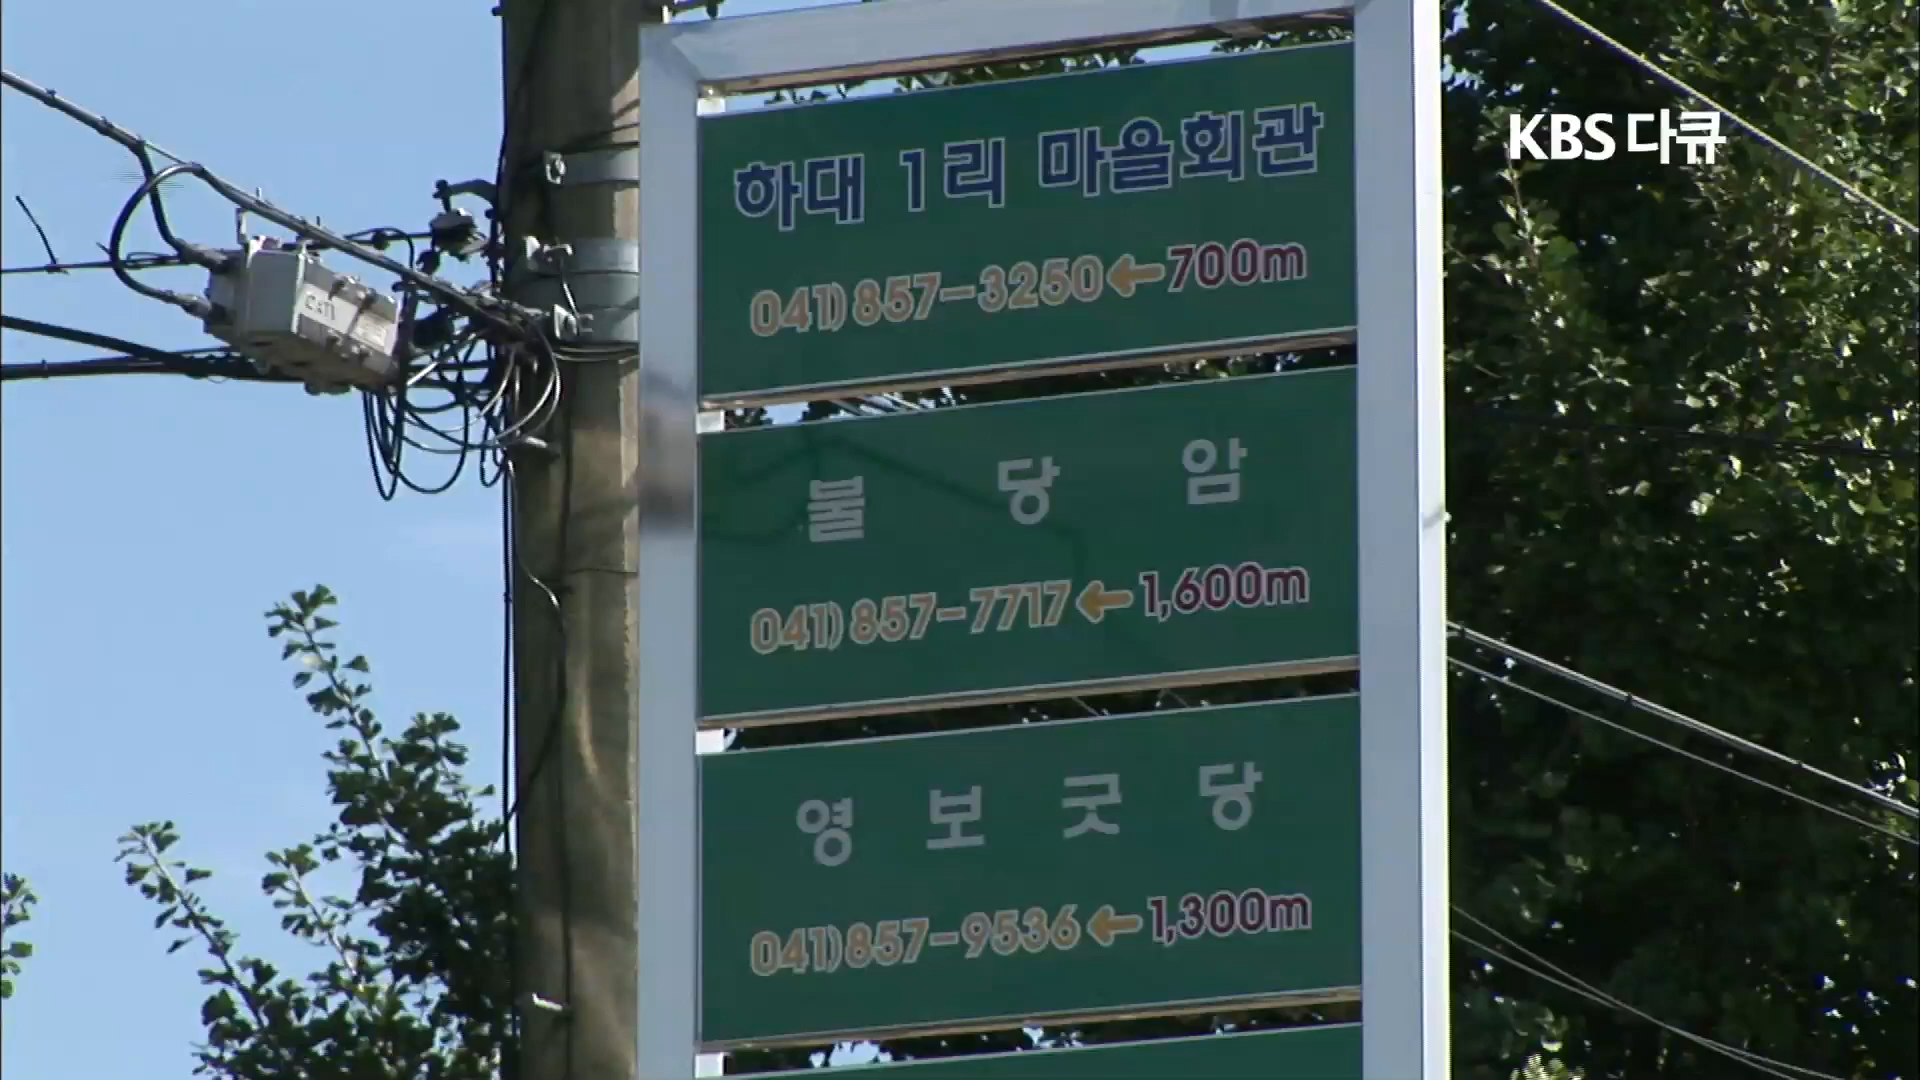 KBS 다큐
하대 1리 마을회관
041)857-3250←700m
불당암
041)857-7717←1,600m
영보굿당
041)857-9536←1,300m